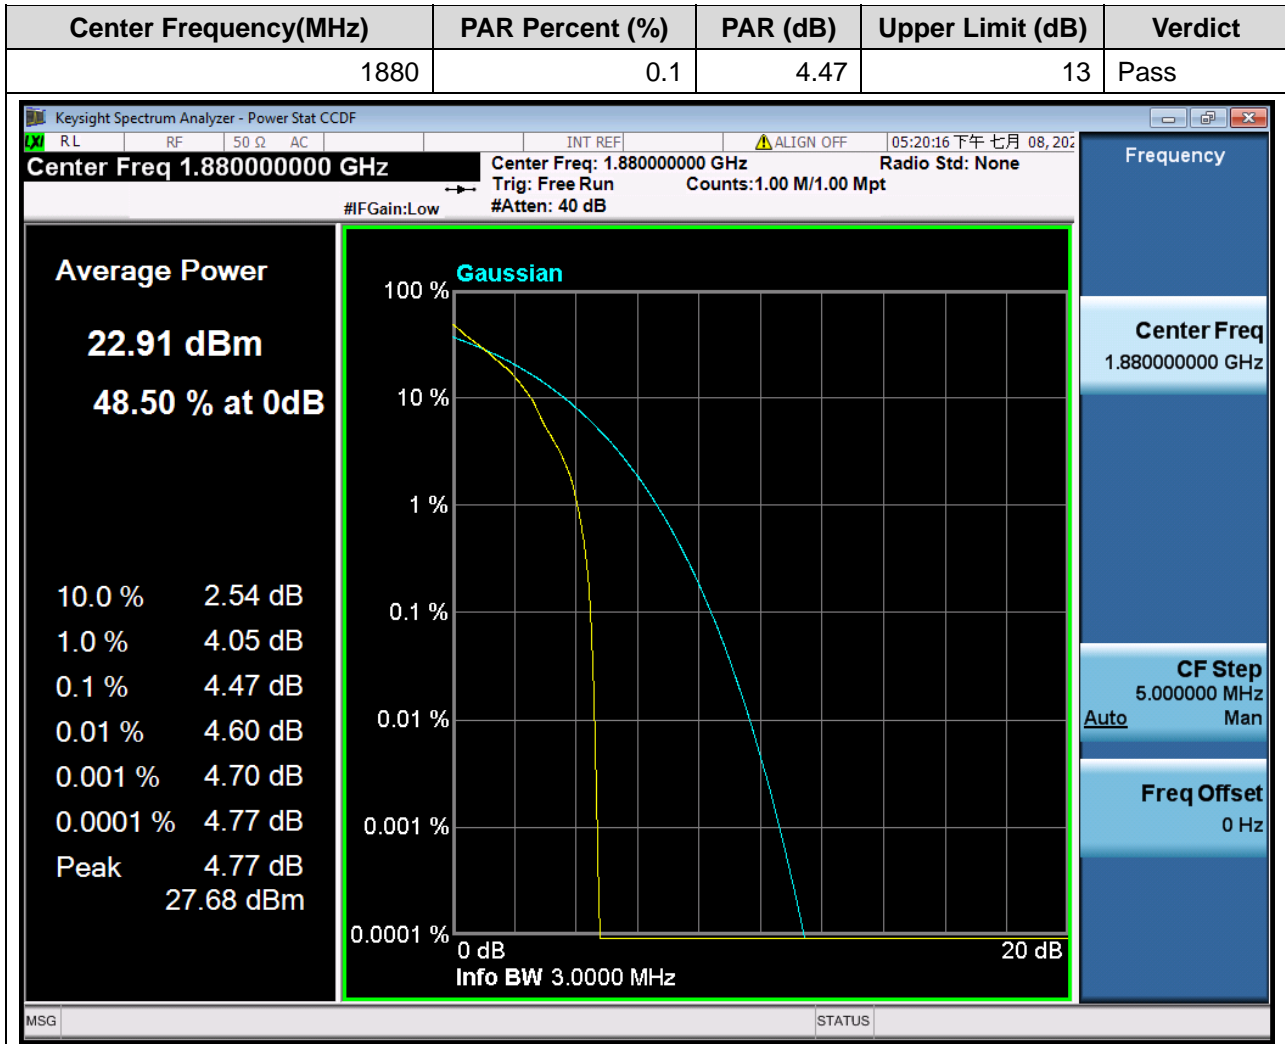 Center Frequency(MHz) PAR Percent (%) PAR (dB) Upper Limit (dB) Verdict
1880 0.1 4.47 13 Pass
Keysight Spectrum Analyzer - Power Stat CCDF
LXI RL RF 50 Ω AC INT REF ALIGN OFF 05:20:16 下午 七月 08, 202
Center Freq 1.880000000 GHz
#IFGain:Low
Center Freq: 1.880000000 GHz Radio Std: None
Trig: Free Run Counts:1.00 M/1.00 Mpt
#Atten: 40 dB
Average Power
22.91 dBm
48.50 % at 0dB
10.0 % 2.54 dB
1.0 % 4.05 dB
0.1 % 4.47 dB
0.01 % 4.60 dB
0.001 % 4.70 dB
0.0001 % 4.77 dB
Peak 4.77 dB
27.68 dBm
Gaussian
100 %
10 %
1 %
0.1 %
0.01 %
0.001 %
0.0001 %
0 dB 20 dB
Info BW 3.0000 MHz
Frequency
Center Freq
1.880000000 GHz
CF Step
5.000000 MHz
Auto Man
Freq Offset
0 Hz
MSG STATUS